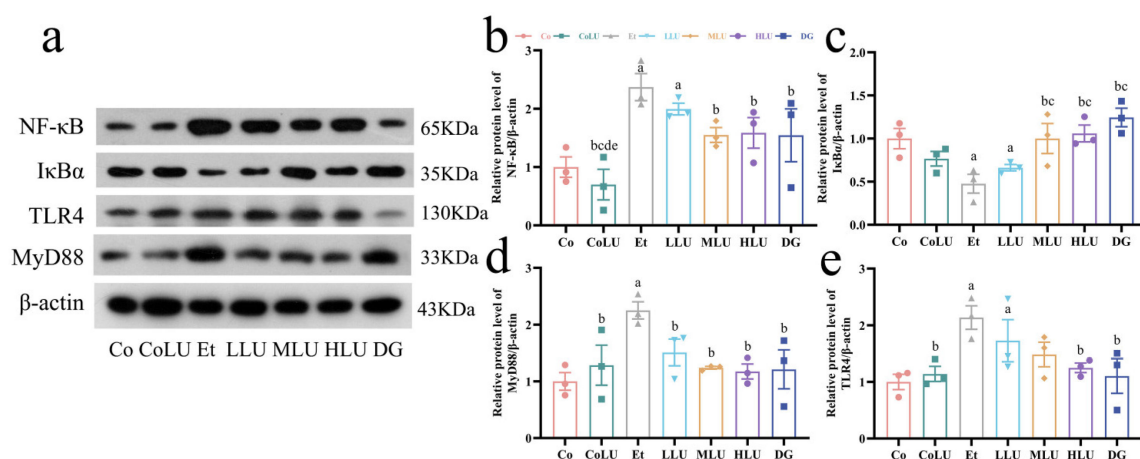 a
NF-κB 65KDa
IκBα 35KDa
TLR4 130KDa
MyD88 33KDa
β-actin 43KDa
Co CoLU Et LLU MLU HLU DG
b
Co CoLU Et LLU MLU HLU DG
Relative protein level of
NF-κB/β-actin
3
2
1
0
bcde a a b b b
Co CoLU Et LLU MLU HLU DG
c
Relative protein level of
IκBα/β-actin
2.0
1.5
1.0
0.5
0.0
a a bc bc bc
Co CoLU Et LLU MLU HLU DG
d
Relative protein level of
MyD88/β-actin
3
2
1
0
b a b b b b
Co CoLU Et LLU MLU HLU DG
e
Relative protein level of
TLR4/β-actin
3
2
1
0
b a a b b
Co CoLU Et LLU MLU HLU DG